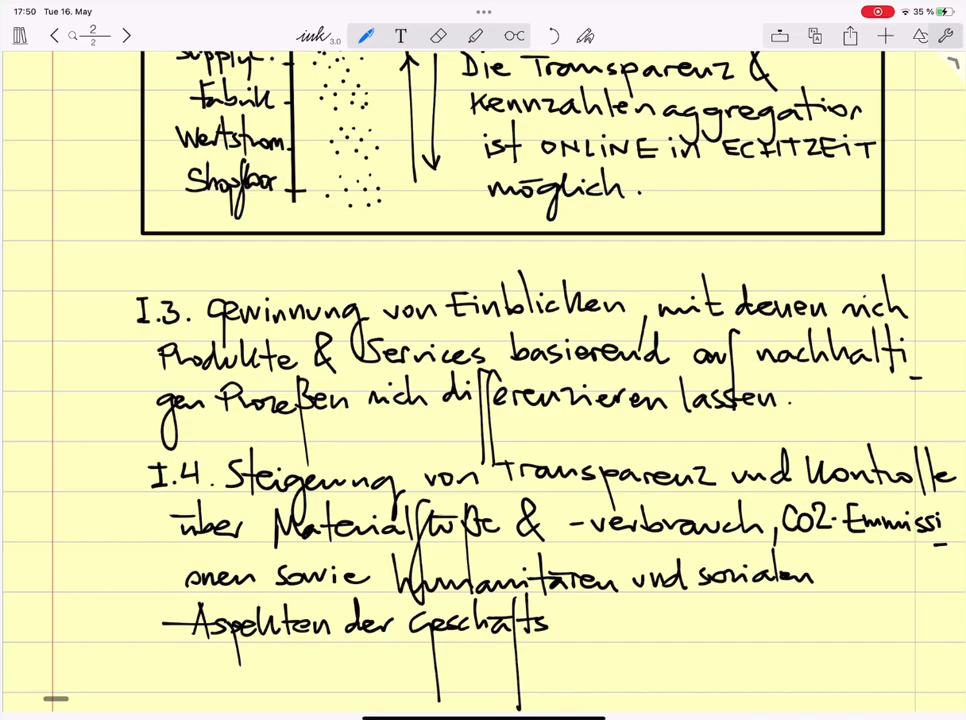 17:50 Tue 16. May
35 %
2
2
ink 3.0
T
Supply
Fabrik
Wertstrom
Shopfloor
Die Transparenz &
Kennzahlenaggregation
ist ONLINE in ECHTZEIT
möglich.
I.3. Gewinnung von Einblicken, mit denen sich
Produkte & Services basierend auf nachhalti_
gen Prozeßen sich differenzieren lassen.
I.4. Steigerung von Transparenz und Kontrolle
über Materialflüße & -verbrauch, CO2-Emmissi_
onen sowie humanitären und sozialen
Aspekten der Geschäfts